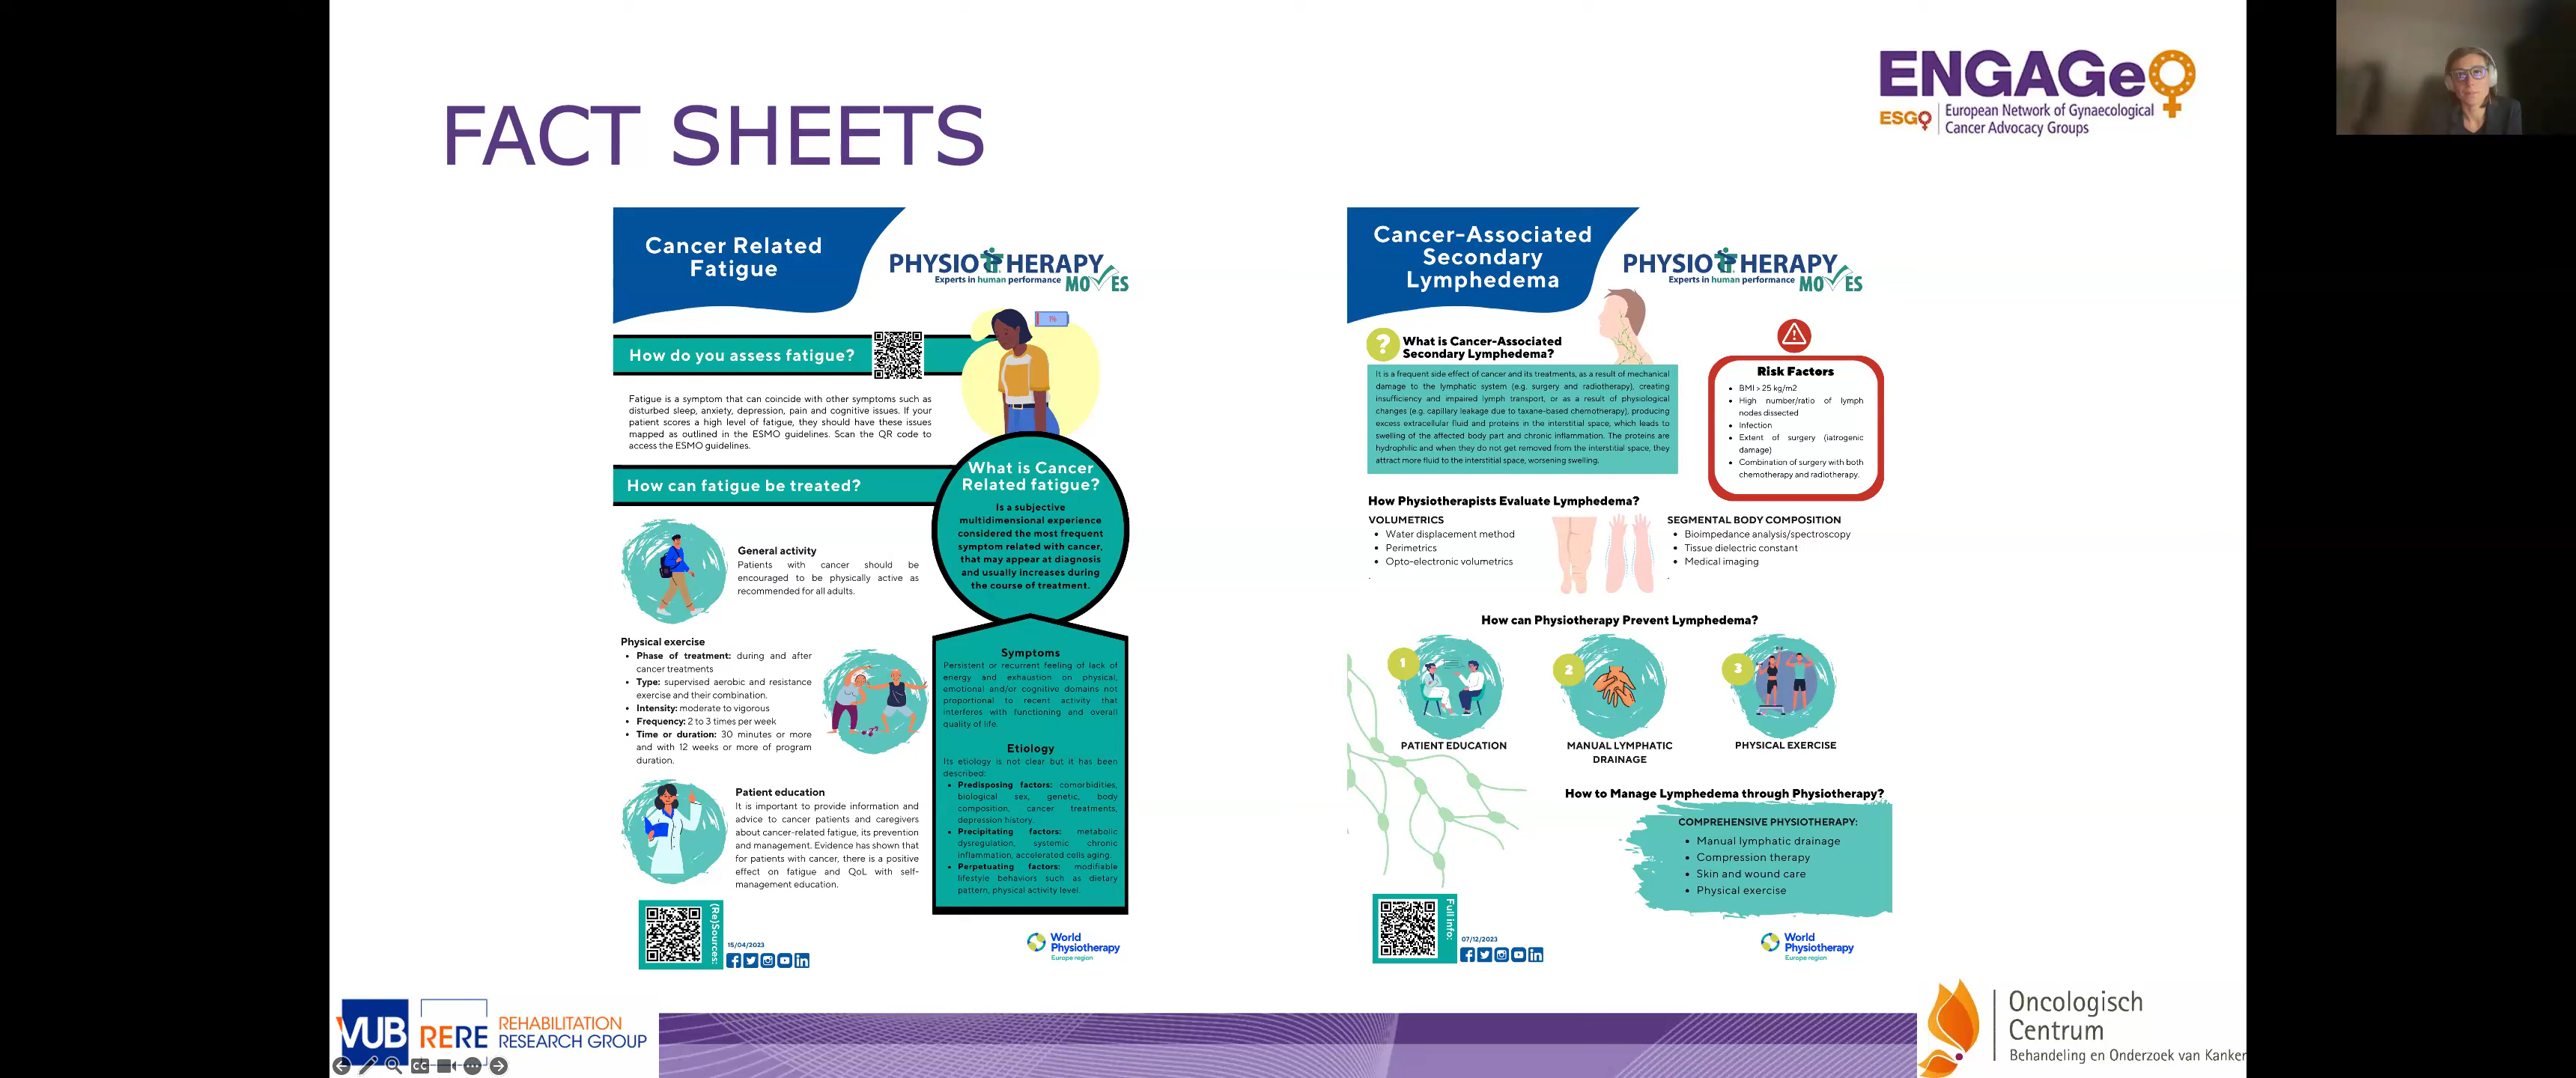 FACT SHEETS
ENGAGe
ESGO
European Network of Gynaecological
Cancer Advocacy Groups
Cancer Related
Fatigue
PHYSIOTHERAPY
Experts in human performance
MOVES
1%
How do you assess fatigue?
Fatigue is a symptom that can coincide with other symptoms such as
disturbed sleep, anxiety, depression, pain and cognitive issues. If your
patient scores a high level of fatigue, they should have these issues
mapped as outlined in the ESMO guidelines. Scan the QR code to
access the ESMO guidelines.
How can fatigue be treated?
General activity
Patients with cancer should be
encouraged to be physically active as
recommended for all adults.
Physical exercise
• Phase of treatment: during and after
cancer treatments
• Type: supervised aerobic and resistance
exercise and their combination.
• Intensity: moderate to vigorous
• Frequency: 2 to 3 times per week
• Time or duration: 30 minutes or more
and with 12 weeks or more of program
duration.
Patient education
It is important to provide information and
advice to cancer patients and caregivers
about cancer-related fatigue, its prevention
and management. Evidence has shown that
for patients with cancer, there is a positive
effect on fatigue and QoL with self-
management education.
What is Cancer
Related fatigue?
Is a subjective
multidimensional experience
considered the most frequent
symptom related with cancer,
that may appear at diagnosis
and usually increases during
the course of treatment.
Symptoms
Persistent or recurrent feeling of lack of
energy and exhaustion on physical,
emotional and/or cognitive domains not
proportional to recent activity that
interferes with functioning and overall
quality of life.
Etiology
Its etiology is not clear but it has been
described:
• Predisposing factors: comorbidities,
biological sex, genetic, body
composition, cancer treatments,
depression history.
• Precipitating factors: metabolic
dysregulation, systemic chronic
inflammation, accelerated cells aging.
• Perpetuating factors: modifiable
lifestyle behaviors such as dietary
pattern, physical activity level.
(Re)Sources:
15/04/2023
World
Physiotherapy
Europe region
Cancer-Associated
Secondary
Lymphedema
PHYSIOTHERAPY
Experts in human performance
MOVES
?
What is Cancer-Associated
Secondary Lymphedema?
It is a frequent side effect of cancer and its treatments, as a result of mechanical
damage to the lymphatic system (e.g. surgery and radiotherapy), creating
insufficiency and impaired lymph transport, or as a result of physiological
changes (e.g. capillary leakage due to taxane-based chemotherapy), producing
excess extracellular fluid and proteins in the interstitial space, which leads to
swelling of the affected body part and chronic inflammation. The proteins are
hydrophilic and when they do not get removed from the interstitial space, they
attract more fluid to the interstitial space, worsening swelling.
Risk Factors
• BMI > 25 kg/m2
• High number/ratio of lymph
nodes dissected
• Infection
• Extent of surgery (iatrogenic
damage)
• Combination of surgery with both
chemotherapy and radiotherapy.
How Physiotherapists Evaluate Lymphedema?
VOLUMETRICS
• Water displacement method
• Perimetrics
• Opto-electronic volumetrics
SEGMENTAL BODY COMPOSITION
• Bioimpedance analysis/spectroscopy
• Tissue dielectric constant
• Medical imaging
How can Physiotherapy Prevent Lymphedema?
1
PATIENT EDUCATION
2
MANUAL LYMPHATIC
DRAINAGE
3
PHYSICAL EXERCISE
How to Manage Lymphedema through Physiotherapy?
COMPREHENSIVE PHYSIOTHERAPY:
• Manual lymphatic drainage
• Compression therapy
• Skin and wound care
• Physical exercise
Full info:
07/12/2023
World
Physiotherapy
Europe region
VUB
RERE
REHABILITATION
RESEARCH GROUP
CC
Oncologisch
Centrum
Behandeling en Onderzoek van Kanker